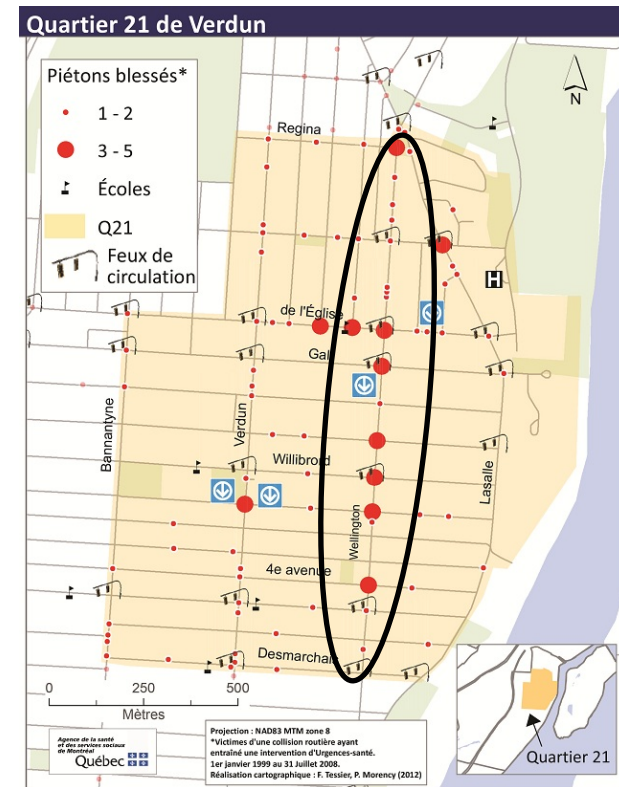 Quartier 21 de Verdun
Piétons blessés*
1 - 2
3 - 5
Écoles
Q21
Feux de
circulation
N
Regina
H
de l'Église
Gal
Bannantyne
Verdun
Willibrord
Lasalle
Wellington
4e avenue
Desmarchais
0 250 500
Mètres
Agence de la santé
et des services sociaux
de Montréal
Québec
Projection : NAD83 MTM zone 8
*Victimes d'une collision routière ayant
entraîné une intervention d'Urgences-santé.
1er janvier 1999 au 31 Juillet 2008.
Réalisation cartographique : F. Tessier, P. Morency (2012)
Quartier 21